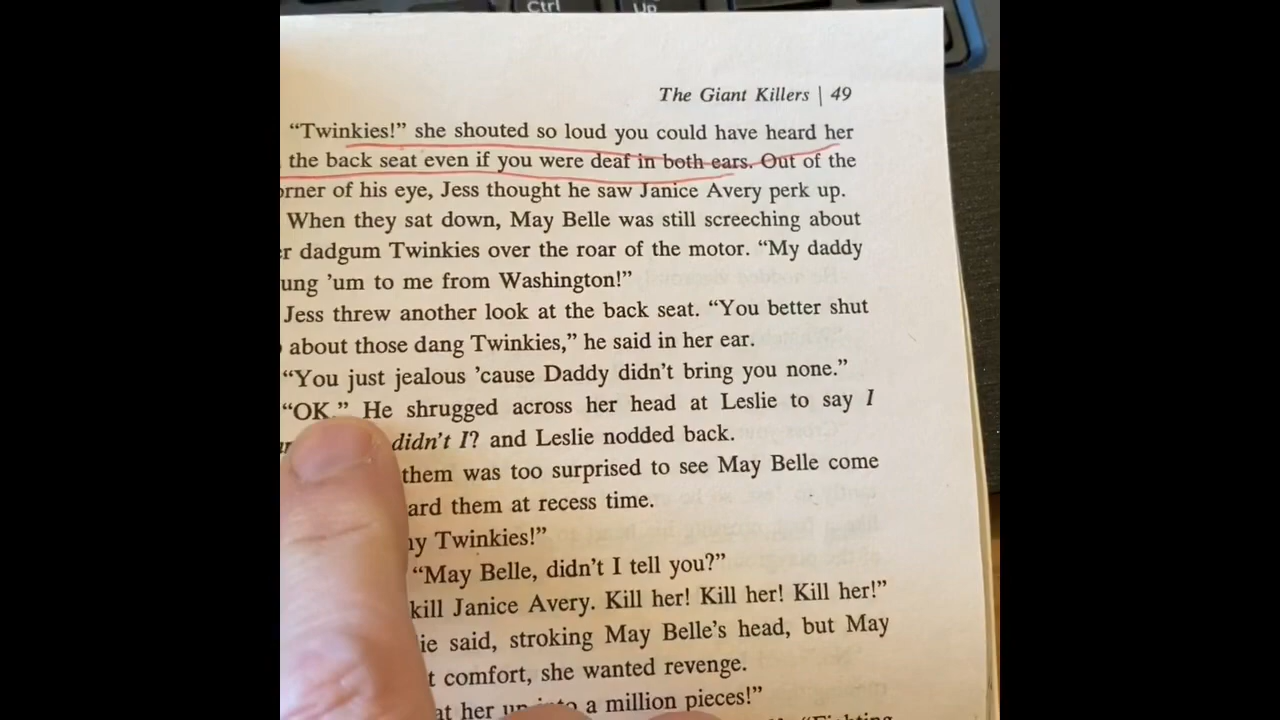 Ctrl
Up
The Giant Killers | 49
“Twinkies!” she shouted so loud you could have heard her
the back seat even if you were deaf in both ears. Out of the
orner of his eye, Jess thought he saw Janice Avery perk up.
When they sat down, May Belle was still screeching about
er dadgum Twinkies over the roar of the motor. “My daddy
ung ’um to me from Washington!”
Jess threw another look at the back seat. “You better shut
about those dang Twinkies,” he said in her ear.
“You just jealous ’cause Daddy didn’t bring you none.”
“OK.” He shrugged across her head at Leslie to say I
didn’t I? and Leslie nodded back.
them was too surprised to see May Belle come
ard them at recess time.
Twinkies!”
“May Belle, didn’t I tell you?”
kill Janice Avery. Kill her! Kill her! Kill her!”
ie said, stroking May Belle’s head, but May
t comfort, she wanted revenge.
at her up into a million pieces!”